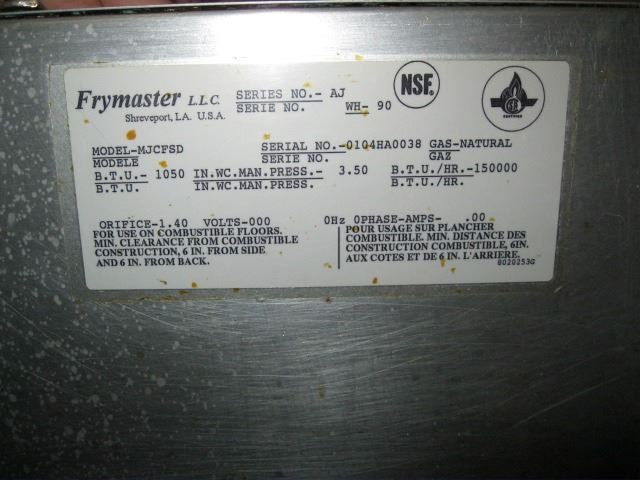 Frymaster L.L.C.
Shreveport, LA. U.S.A.
SERIES NO.- AJ
SERIE NO. WH- 90
NSF®
MODEL-MJCFSD SERIAL NO.-0104HA0038 GAS-NATURAL
MODELE SERIE NO. GAZ
B.T.U.- 1050 IN.WC.MAN.PRESS.- 3.50 B.T.U./HR.-150000
B.T.U. IN.WC.MAN.PRESS. B.T.U./HR.
ORIFICE-1.40 VOLTS-000 0Hz 0PHASE-AMPS- .00
FOR USE ON COMBUSTIBLE FLOORS.
MIN. CLEARANCE FROM COMBUSTIBLE
CONSTRUCTION, 6 IN. FROM SIDE
AND 6 IN. FROM BACK.
POUR USAGE SUR PLANCHER
COMBUSTIBLE. MIN. DISTANCE DES
CONSTRUCTION COMBUSTIBLE, 6IN.
AUX COTES ET DE 6 IN. L'ARRIERE.
8020253G